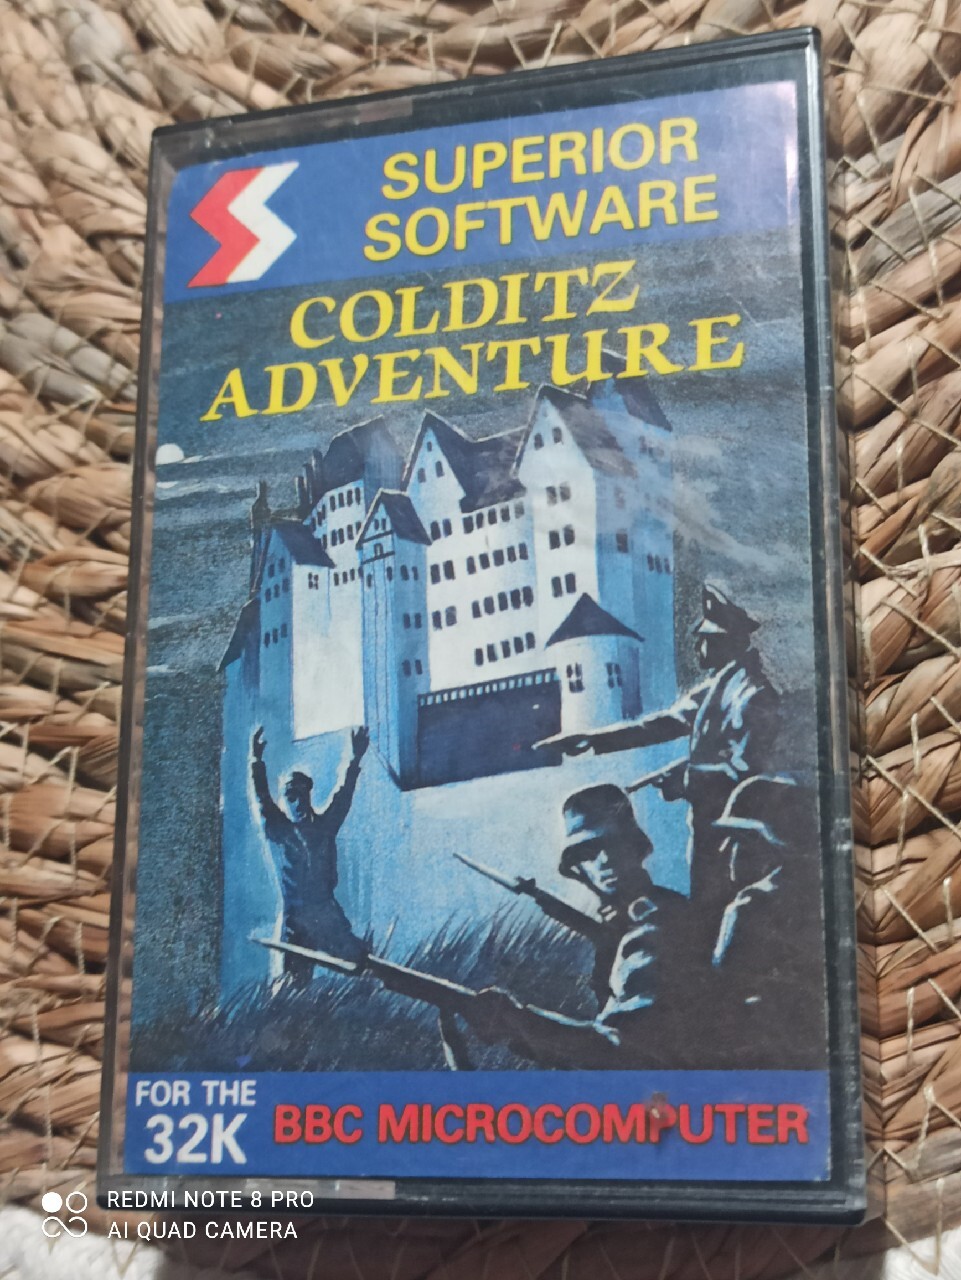 SUPERIOR
SOFTWARE
COLDITZ
ADVENTURE
FOR THE
32K
BBC MICROCOMPUTER
REDMI NOTE 8 PRO
AI QUAD CAMERA